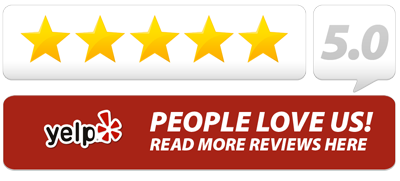 5.0
yelp
PEOPLE LOVE US!
READ MORE REVIEWS HERE